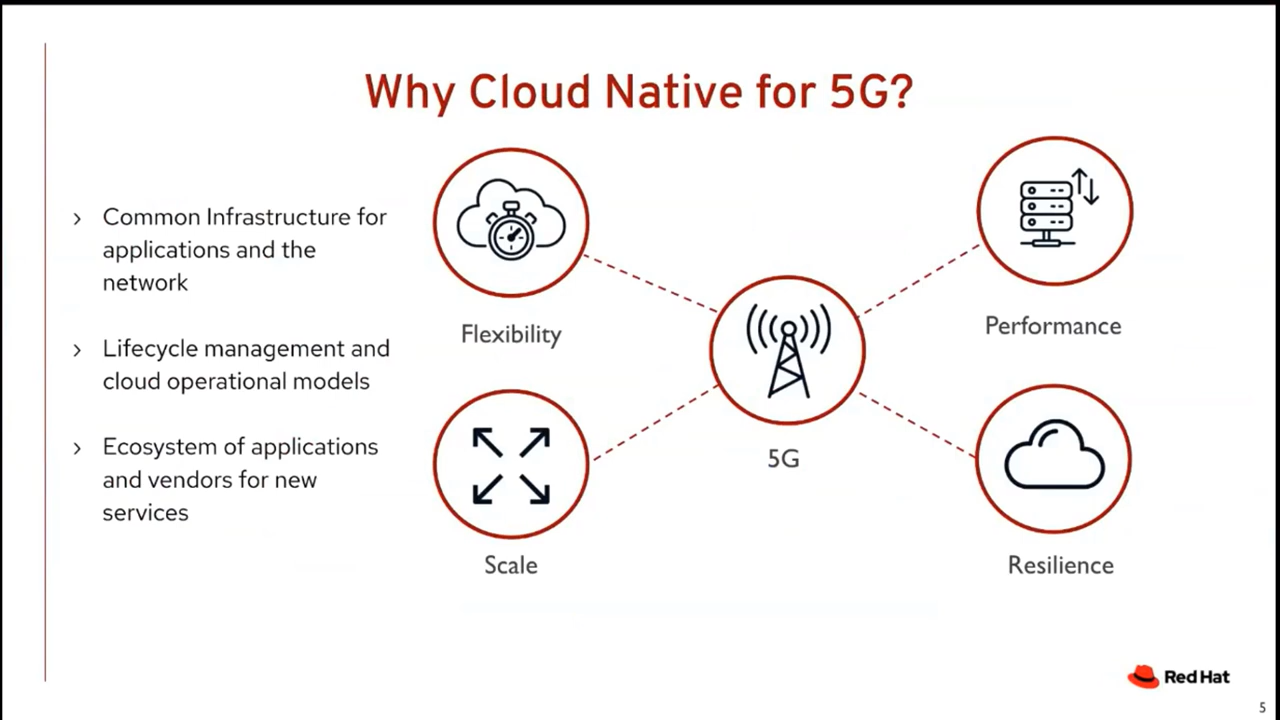 Why Cloud Native for 5G?
› Common Infrastructure for
applications and the
network
› Lifecycle management and
cloud operational models
› Ecosystem of applications
and vendors for new
services
Flexibility
Performance
5G
Scale
Resilience
Red Hat
5